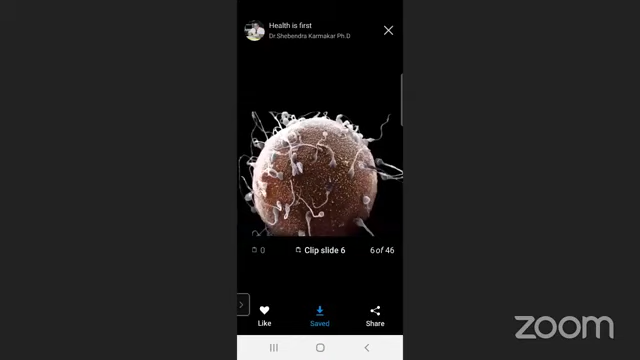 Health is first
Dr.Shebendra Karmakar Ph.D
0
Clip slide 6
6 of 46
Like
Saved
Share
zoom